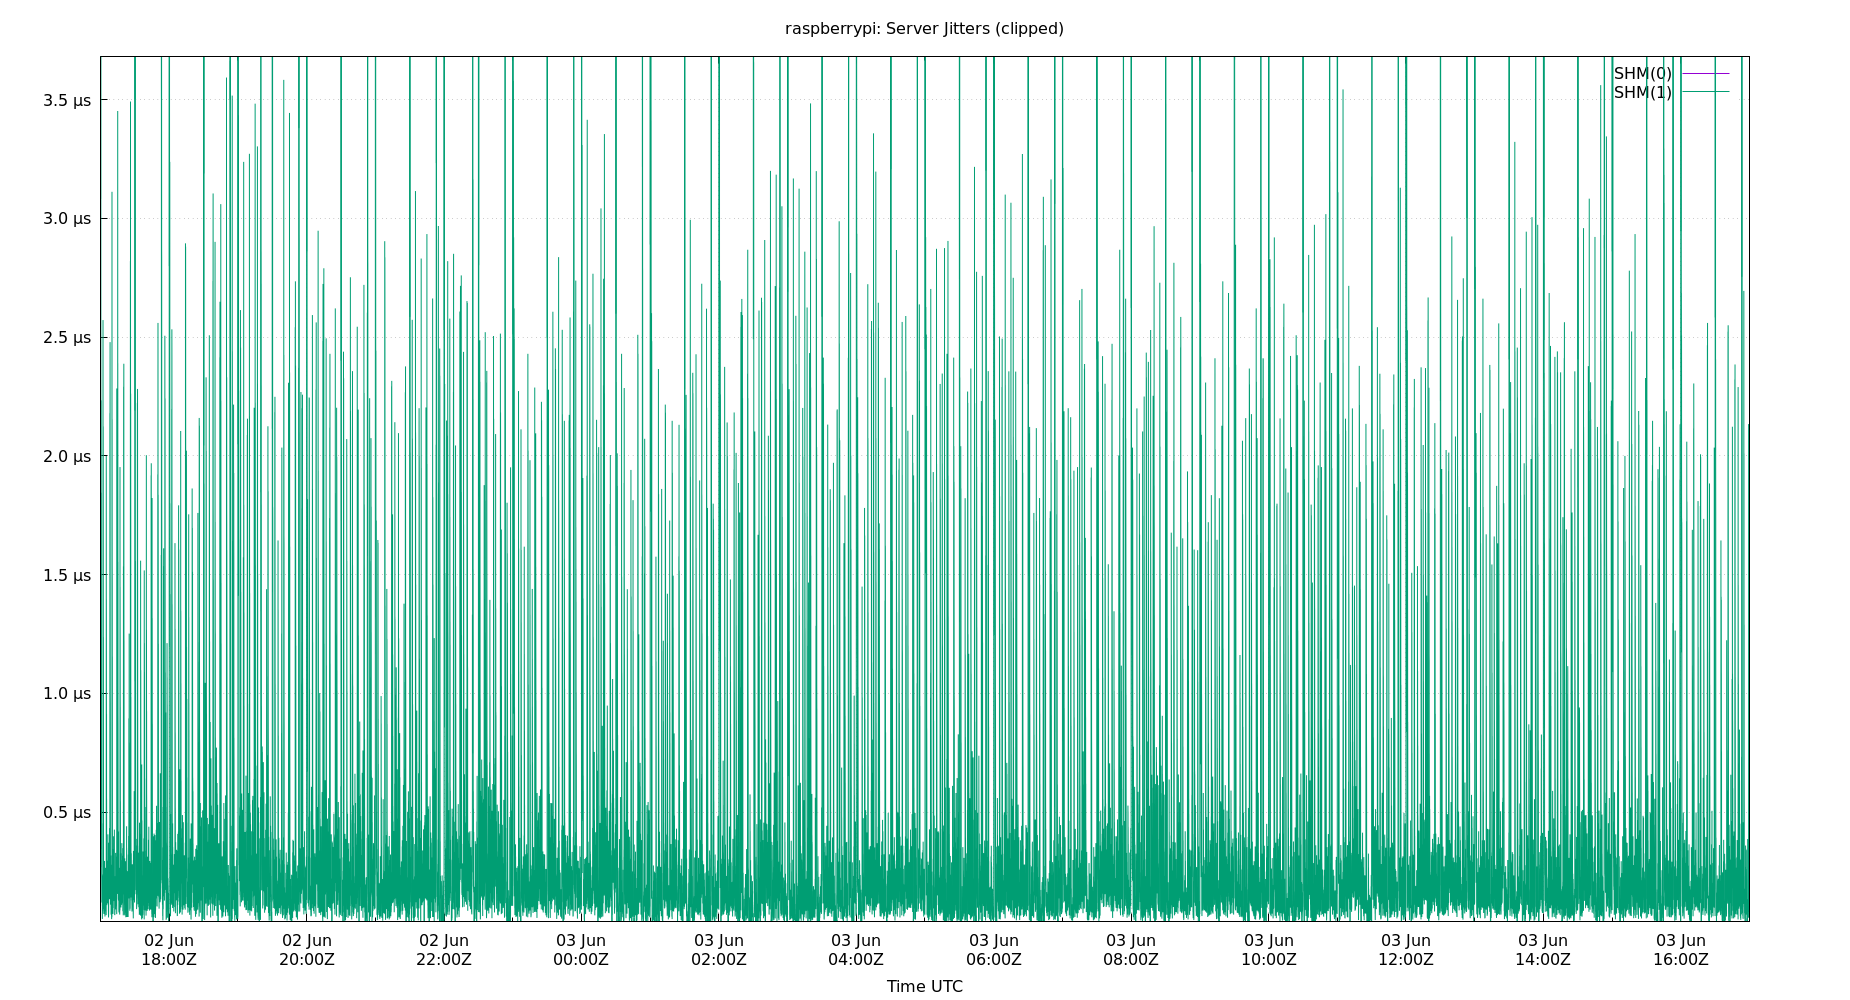 raspberrypi: Server Jitters (clipped)
SHM(0)
SHM(1)
3.5 µs
3.0 µs
2.5 µs
2.0 µs
1.5 µs
1.0 µs
0.5 µs
02 Jun 02 Jun 02 Jun 03 Jun 03 Jun 03 Jun 03 Jun 03 Jun 03 Jun 03 Jun 03 Jun 03 Jun
18:00Z 20:00Z 22:00Z 00:00Z 02:00Z 04:00Z 06:00Z 08:00Z 10:00Z 12:00Z 14:00Z 16:00Z
Time UTC